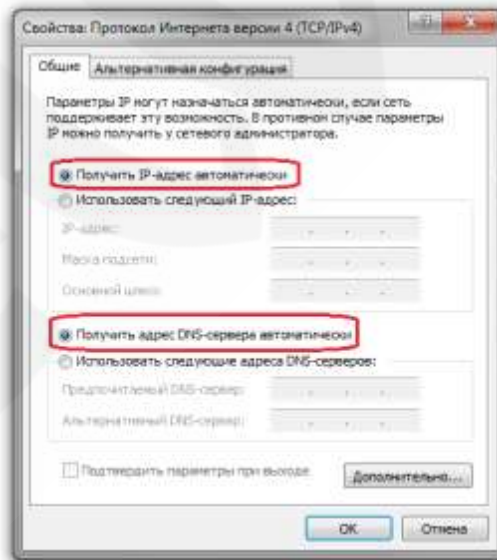 Свойства: Протокол Интернета версии 4 (TCP/IPv4)
Общие
Альтернативная конфигурация
Параметры IP могут назначаться автоматически, если сеть
поддерживает эту возможность. В противном случае параметры
IP можно получить у сетевого администратора.
Получить IP-адрес автоматически
Использовать следующий IP-адрес:
IP-адрес:
Маска подсети:
Основной шлюз:
Получить адрес DNS-сервера автоматически
Использовать следующие адреса DNS-серверов:
Предпочитаемый DNS-сервер:
Альтернативный DNS-сервер:
Подтвердить параметры при выходе
Дополнительно...
ОК
Отмена